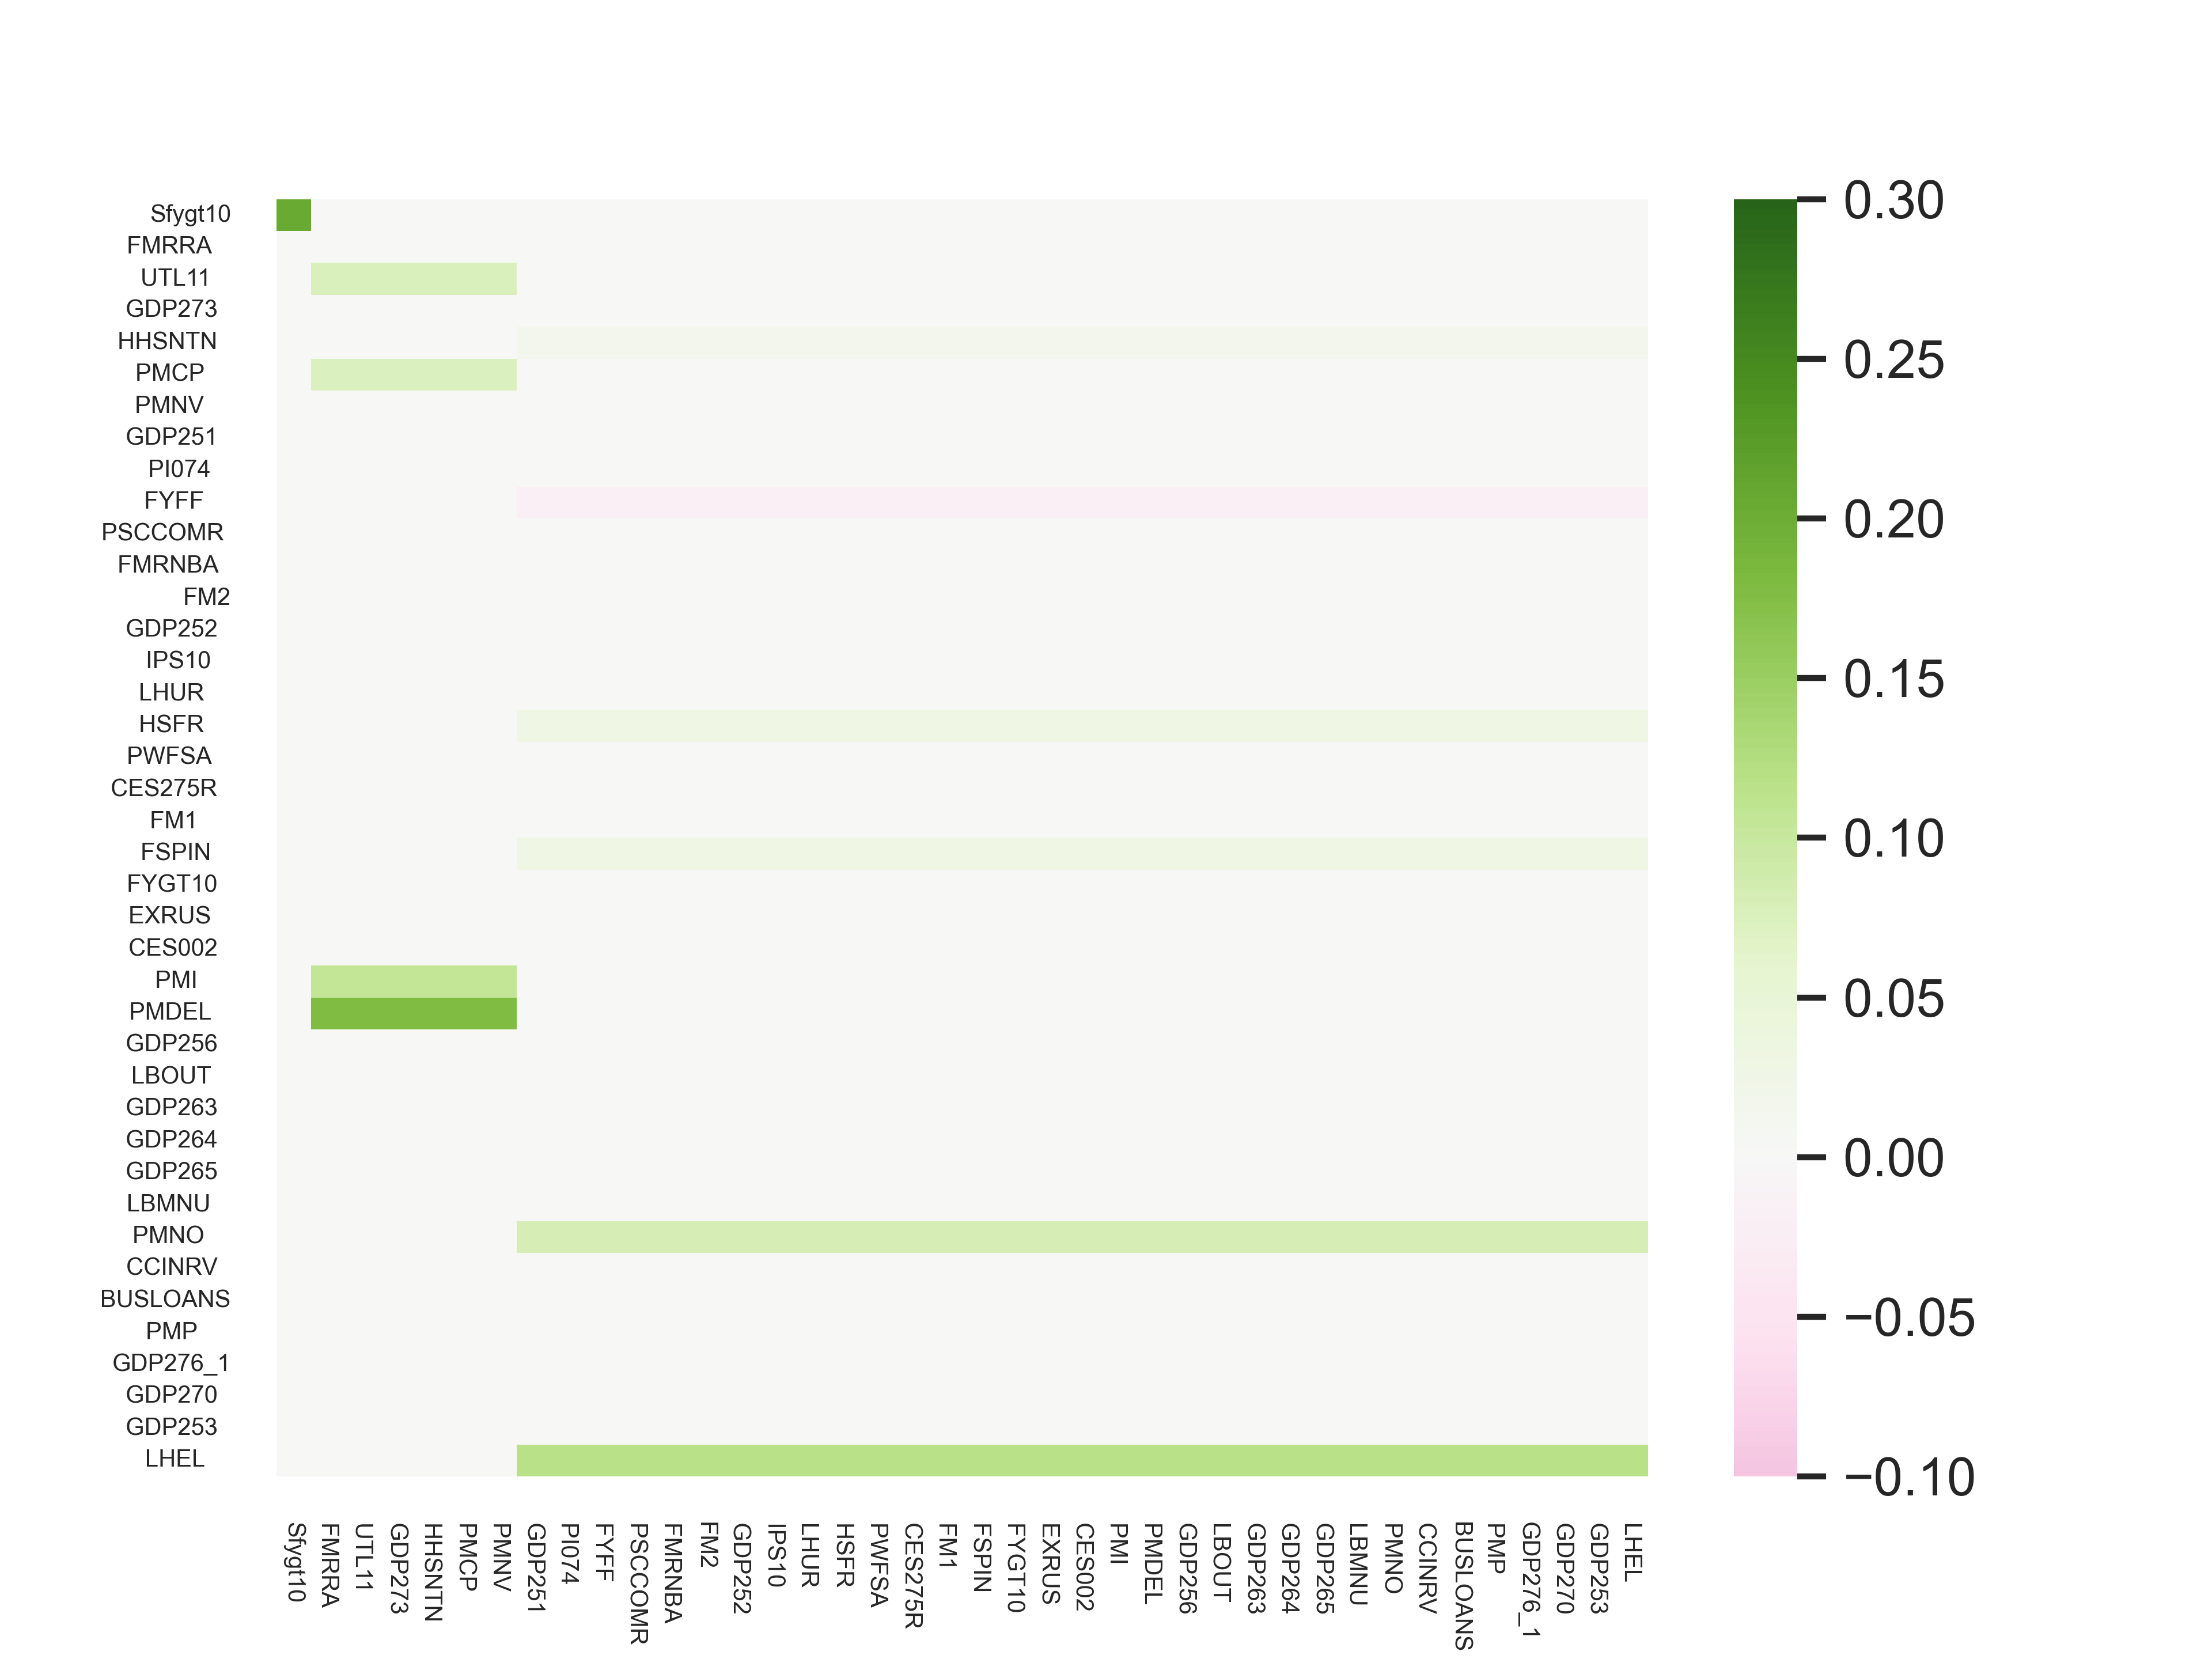 Sfygt10
FMRRA
UTL11
GDP273
HHSNTN
PMCP
PMNV
GDP251
PI074
FYFF
PSCCOMR
FMRNBA
FM2
GDP252
IPS10
LHUR
HSFR
PWFSA
CES275R
FM1
FSPIN
FYGT10
EXRUS
CES002
PMI
PMDEL
GDP256
LBOUT
GDP263
GDP264
GDP265
LBMNU
PMNO
CCINRV
BUSLOANS
PMP
GDP276_1
GDP270
GDP253
LHEL
Sfygt10
FMRRA
UTL11
GDP273
HHSNTN
PMCP
PMNV
GDP251
PI074
FYFF
PSCCOMR
FMRNBA
FM2
GDP252
IPS10
LHUR
HSFR
PWFSA
CES275R
FM1
FSPIN
FYGT10
EXRUS
CES002
PMI
PMDEL
GDP256
LBOUT
GDP263
GDP264
GDP265
LBMNU
PMNO
CCINRV
BUSLOANS
PMP
GDP276_1
GDP270
GDP253
LHEL
0.30
0.25
0.20
0.15
0.10
0.05
0.00
−0.05
−0.10